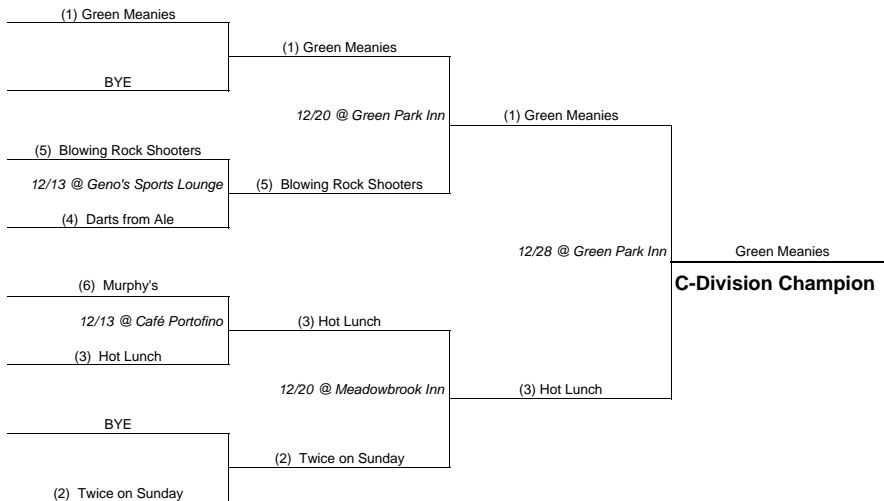 (1) Green Meanies
(1) Green Meanies
BYE
12/20 @ Green Park Inn
(1) Green Meanies
(5) Blowing Rock Shooters
12/13 @ Geno's Sports Lounge
(5) Blowing Rock Shooters
(4) Darts from Ale
12/28 @ Green Park Inn
Green Meanies
C-Division Champion
(6) Murphy's
12/13 @ Café Portofino
(3) Hot Lunch
(3) Hot Lunch
12/20 @ Meadowbrook Inn
(3) Hot Lunch
BYE
(2) Twice on Sunday
(2) Twice on Sunday